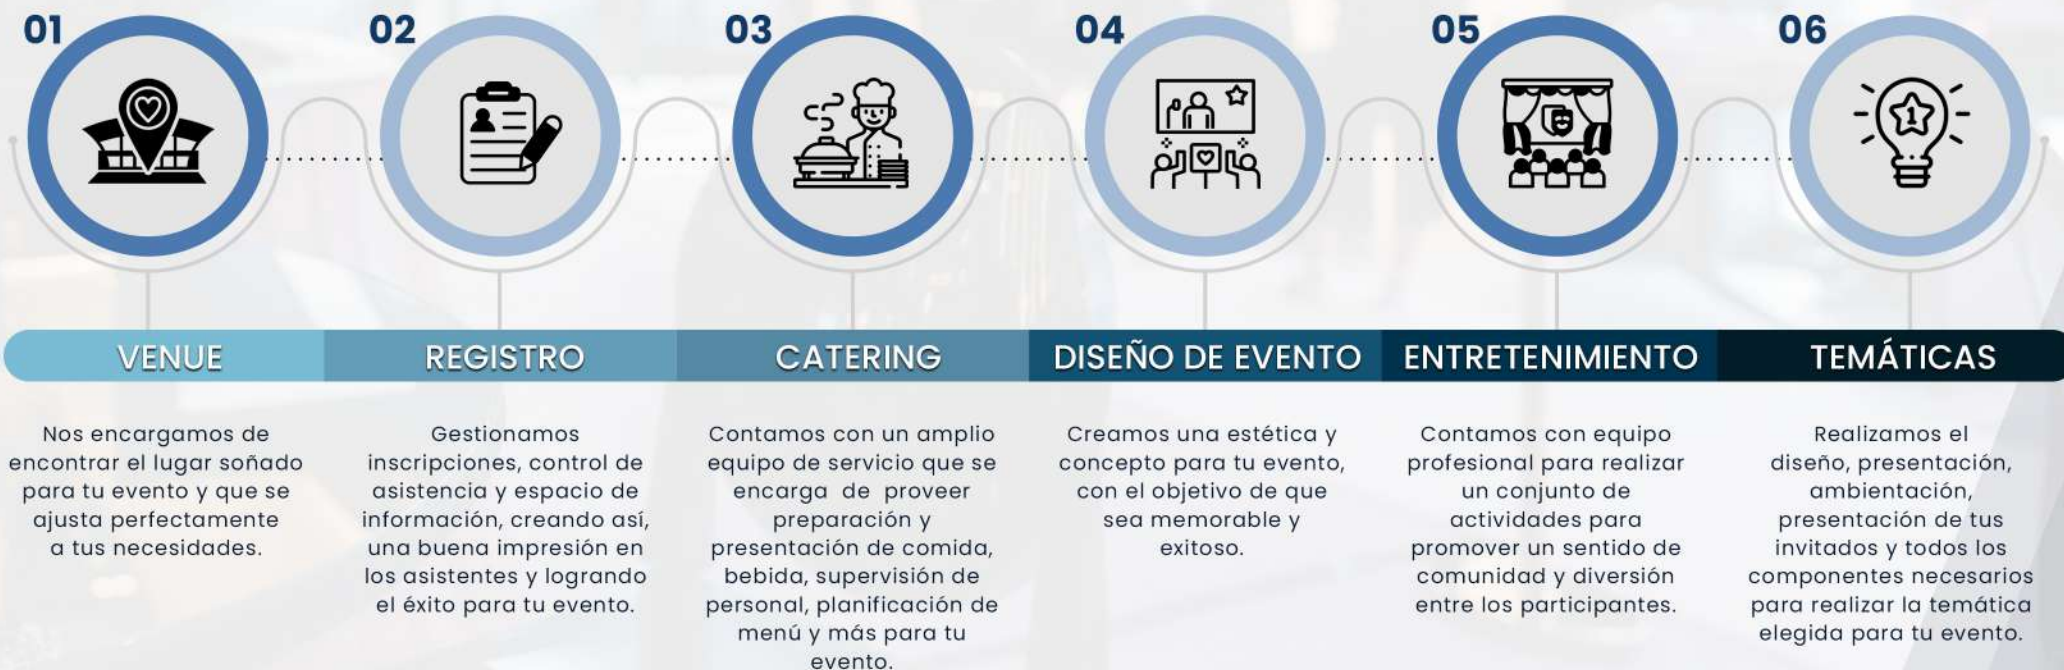 01
VENUE
Nos encargamos de
encontrar el lugar soñado
para tu evento y que se
ajusta perfectamente
a tus necesidades.
02
REGISTRO
Gestionamos
inscripciones, control de
asistencia y espacio de
información, creando así,
una buena impresión en
los asistentes y logrando
el éxito para tu evento.
03
CATERING
Contamos con un amplio
equipo de servicio que se
encarga de proveer
preparación y
presentación de comida,
bebida, supervisión de
personal, planificación de
menú y más para tu
evento.
04
DISEÑO DE EVENTO
Creamos una estética y
concepto para tu evento,
con el objetivo de que
sea memorable y
exitoso.
05
ENTRETENIMIENTO
Contamos con equipo
profesional para realizar
un conjunto de
actividades para
promover un sentido de
comunidad y diversión
entre los participantes.
06
1
TEMÁTICAS
Realizamos el
diseño, presentación,
ambientación,
presentación de tus
invitados y todos los
componentes necesarios
para realizar la temática
elegida para tu evento.